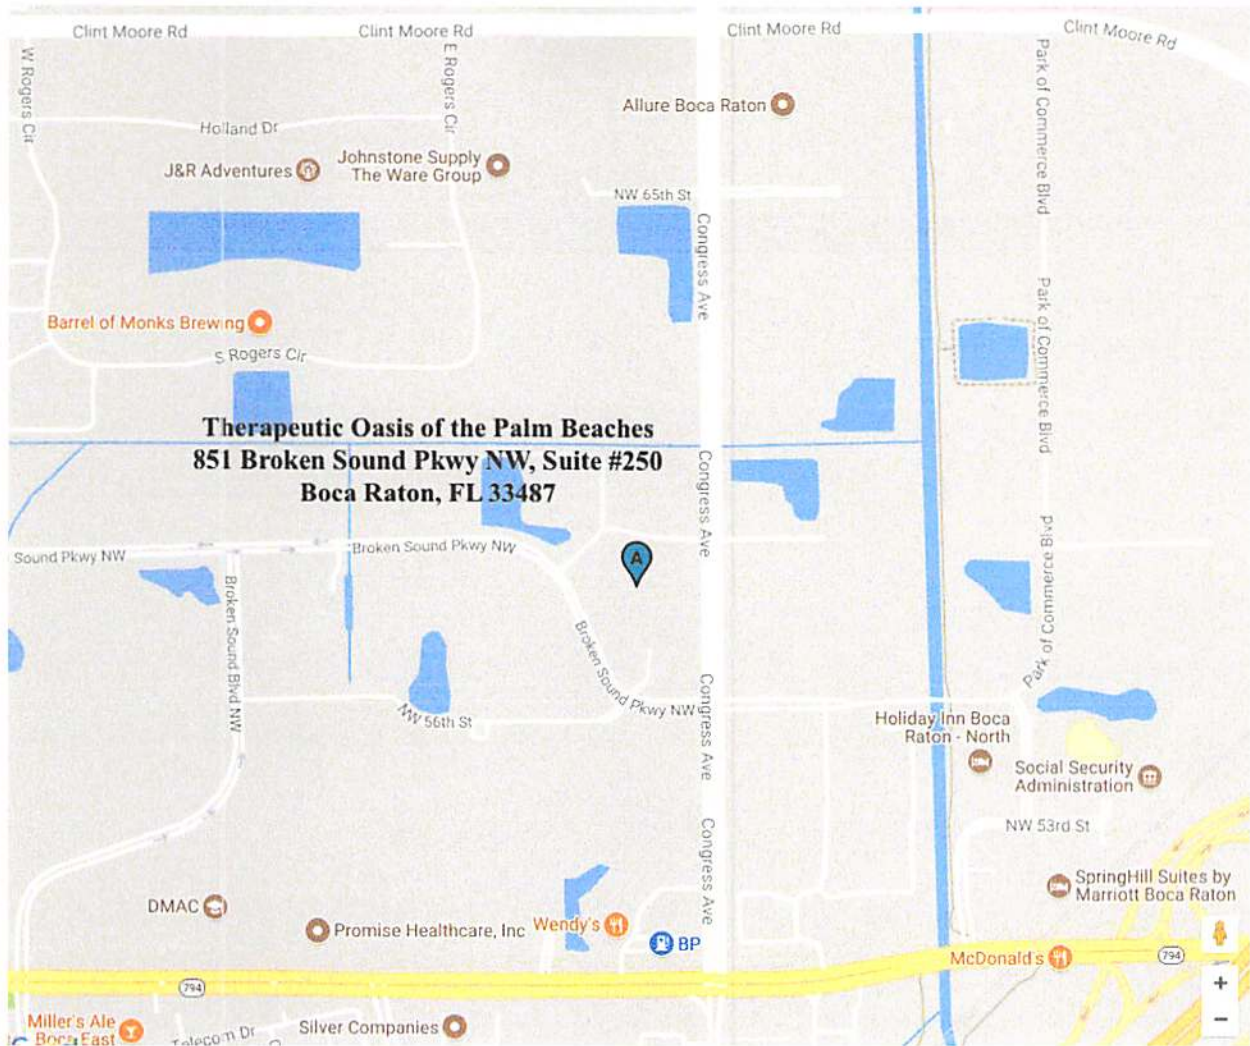 Clint Moore Rd
Clint Moore Rd
Clint Moore Rd
Clint Moore Rd
W Rogers Cir
E Rogers Cir
Park of Commerce Blvd
Allure Boca Raton
Holland Dr
J&R Adventures
Johnstone Supply
The Ware Group
NW 65th St
Congress Ave
Park of Commerce Blvd
Barrel of Monks Brewing
S Rogers Cir
Therapeutic Oasis of the Palm Beaches
851 Broken Sound Pkwy NW, Suite #250
Boca Raton, FL 33487
Congress Ave
Sound Pkwy NW
Broken Sound Pkwy NW
A
Park of Commerce Blvd
Broken Sound Blvd NW
Broken Sound Pkwy NW
NW 56th St
Congress Ave
Holiday Inn Boca
Raton - North
Social Security
Administration
NW 53rd St
Congress Ave
SpringHill Suites by
Marriott Boca Raton
DMAC
Promise Healthcare, Inc
Wendy's
BP
McDonald's
794
794
+
−
Miller's Ale
Boca East
Telecom Dr
Silver Companies